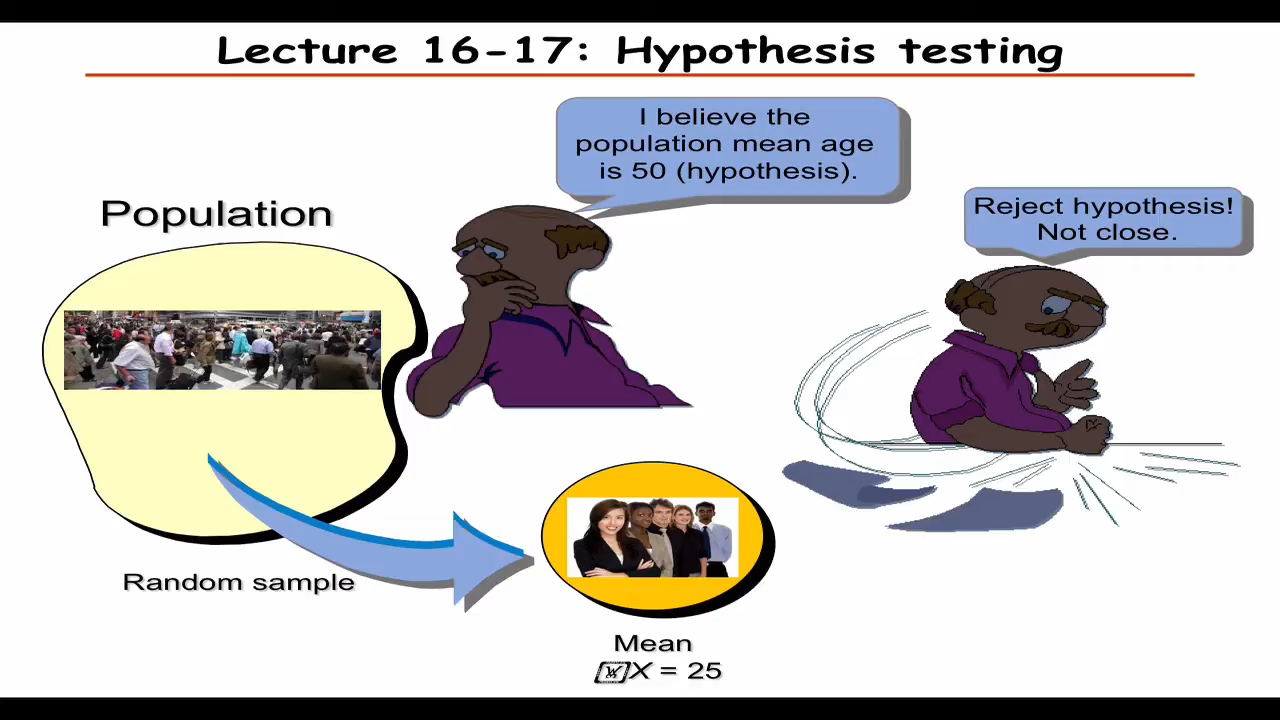 Lecture 16-17: Hypothesis testing
I believe the
population mean age
is 50 (hypothesis).
Population
Reject hypothesis!
Not close.
Random sample
Mean
X = 25